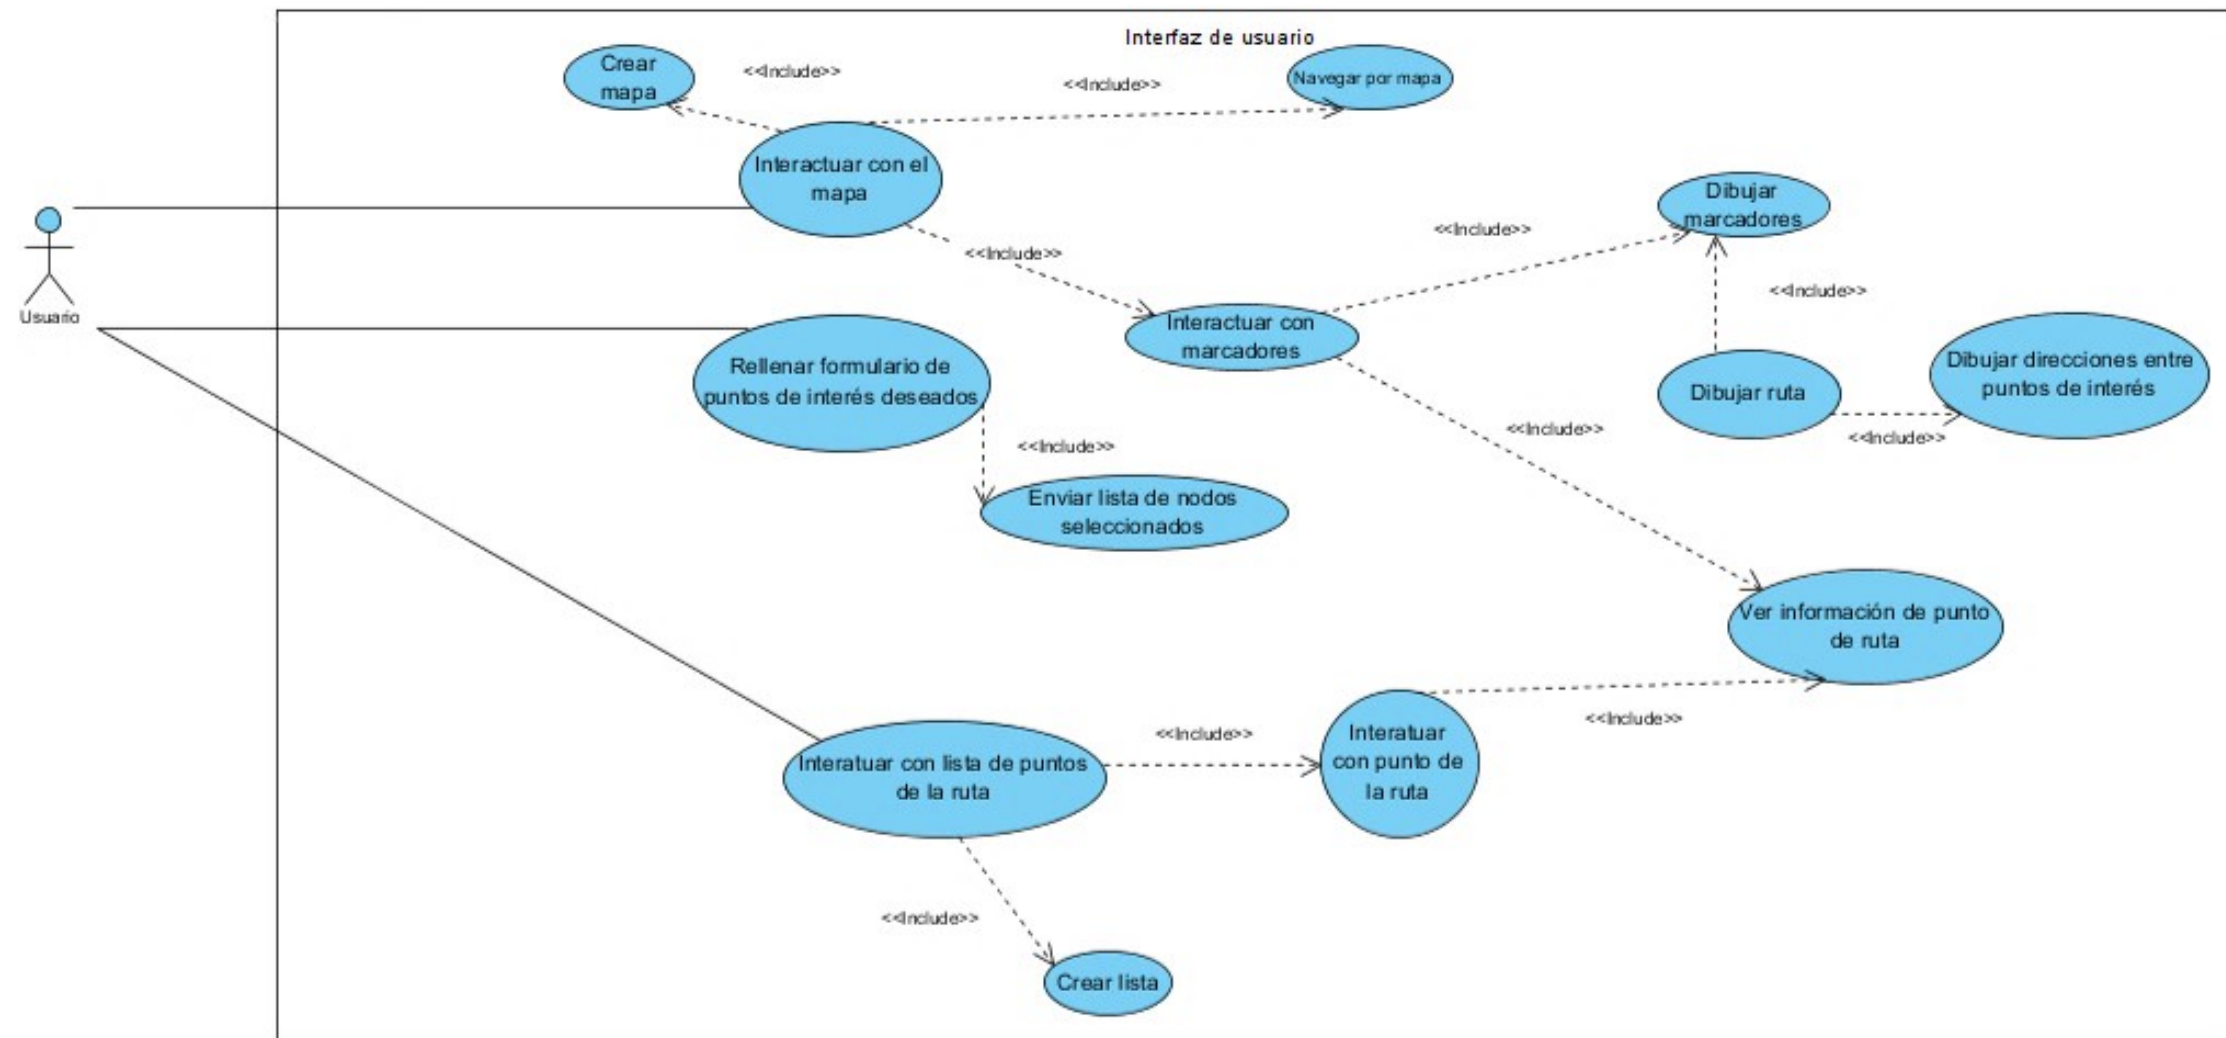 Interfaz de usuario
Crear
mapa
<<Include>>
<<Include>>
Navegar por mapa
Interactuar con el
mapa
Usuario
<<Include>>
<<Include>>
Dibujar
marcadores
<<Include>>
Interactuar con
marcadores
Rellenar formulario de
puntos de interés deseados
Dibujar ruta
Dibujar direcciones entre
puntos de interés
<<Include>>
<<Include>>
<<Include>>
Enviar lista de nodos
seleccionados
Ver información de punto
de ruta
<<Include>>
Interatuar con lista de puntos
de la ruta
<<Include>>
Interatuar
con punto de
la ruta
<<Include>>
Crear lista